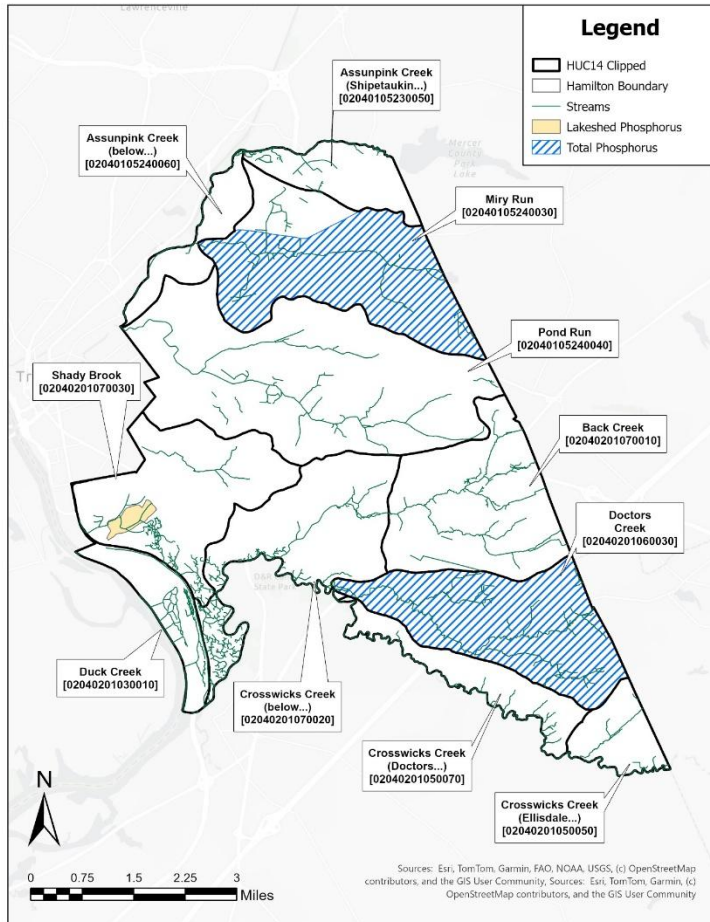 Lawrenceville
Legend
HUC14 Clipped
Hamilton Boundary
Streams
Lakeshed Phosphorus
Total Phosphorus
Assunpink Creek
(Shipetaukin...)
[02040105230050]
Assunpink Creek
(below...)
[02040105240060]
Mercer
County
Park
Lake
Miry Run
[02040105240030]
Pond Run
[02040105240040]
Tr
Shady Brook
[02040201070030]
Back Creek
[02040201070010]
Doctors
Creek
[02040201060030]
D&R
State Park
Duck Creek
[02040201030010]
Crosswicks Creek
(below...)
[02040201070020]
Crosswicks Creek
(Doctors...)
[02040201050070]
Crosswicks Creek
(Ellisdale...)
[02040201050050]
N
0 0.75 1.5 2.25 3
Miles
Sources: Esri, TomTom, Garmin, FAO, NOAA, USGS, (c) OpenStreetMap
contributors, and the GIS User Community, Sources: Esri, TomTom, Garmin, (c)
OpenStreetMap contributors, and the GIS User Community